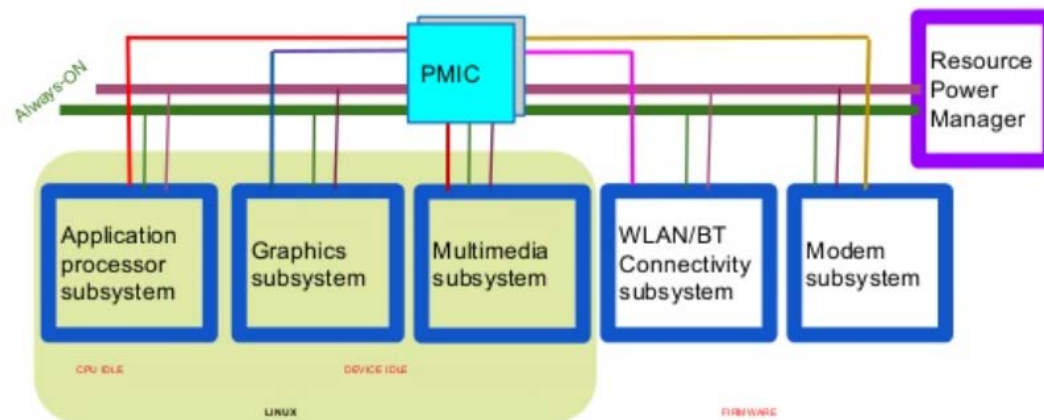 PMIC
Resource
Power
Manager
Always-ON
Application
processor
subsystem
Graphics
subsystem
Multimedia
subsystem
WLAN/BT
Connectivity
subsystem
Modem
subsystem
CPU IDLE
DEVICE IDLE
LINUX
FIRMWARE